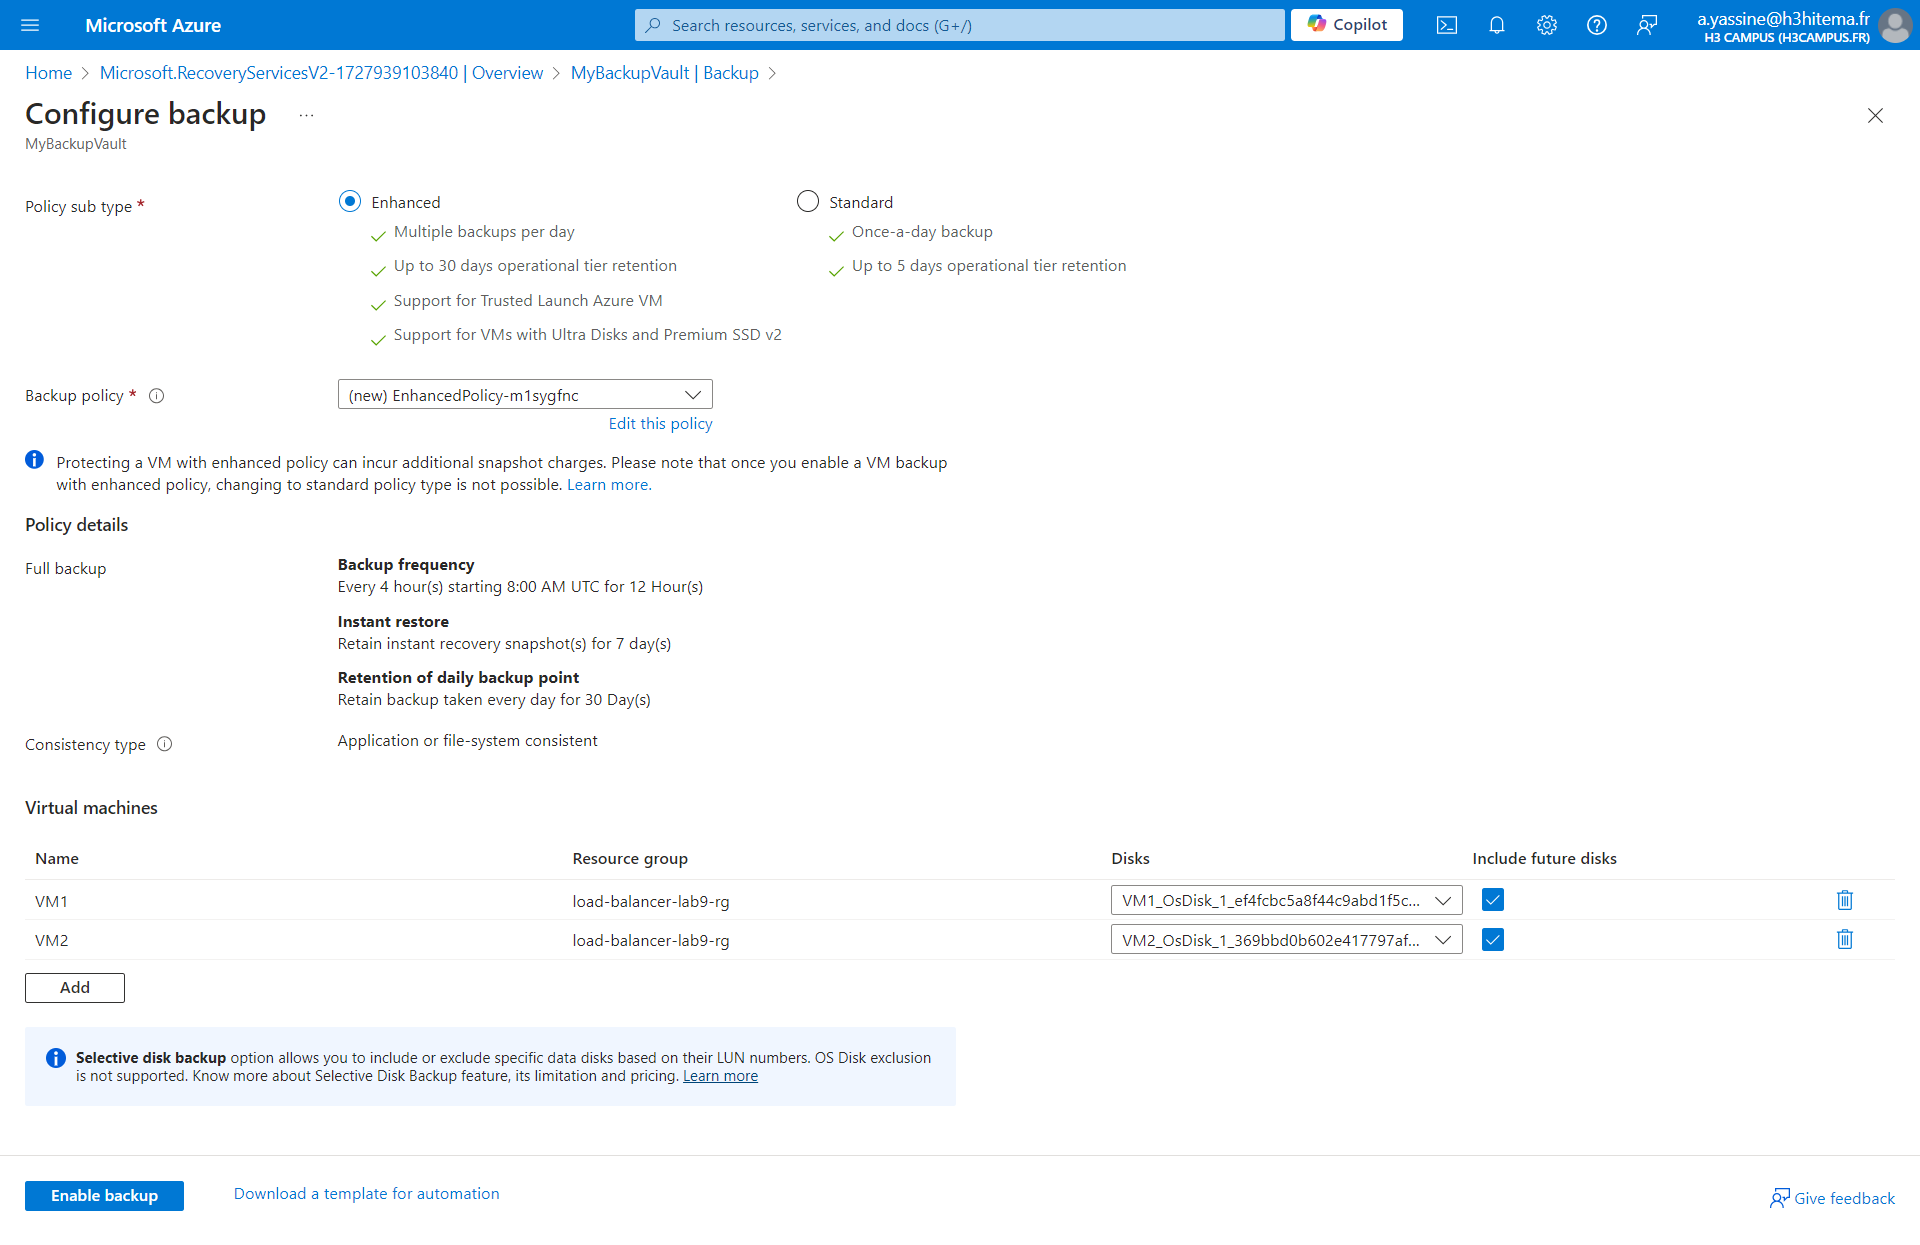 Microsoft Azure
Search resources, services, and docs (G+/)
Copilot
a.yassine@h3hitema.fr
H3 CAMPUS (H3CAMPUS.FR)
Home > Microsoft.RecoveryServicesV2-1727939103840 | Overview > MyBackupVault | Backup >
Configure backup ...
MyBackupVault
Policy sub type *
Enhanced
Multiple backups per day
Up to 30 days operational tier retention
Support for Trusted Launch Azure VM
Support for VMs with Ultra Disks and Premium SSD v2
Standard
Once-a-day backup
Up to 5 days operational tier retention
Backup policy *
(new) EnhancedPolicy-m1sygfnc
Edit this policy
Protecting a VM with enhanced policy can incur additional snapshot charges. Please note that once you enable a VM backup
with enhanced policy, changing to standard policy type is not possible. Learn more.
Policy details
Full backup
Backup frequency
Every 4 hour(s) starting 8:00 AM UTC for 12 Hour(s)
Instant restore
Retain instant recovery snapshot(s) for 7 day(s)
Retention of daily backup point
Retain backup taken every day for 30 Day(s)
Consistency type
Application or file-system consistent
Virtual machines
Name Resource group Disks Include future disks
VM1 load-balancer-lab9-rg VM1_OsDisk_1_ef4fcbc5a8f44c9abd1f5c...
VM2 load-balancer-lab9-rg VM2_OsDisk_1_369bbd0b602e417797af...
Add
Selective disk backup option allows you to include or exclude specific data disks based on their LUN numbers. OS Disk exclusion
is not supported. Know more about Selective Disk Backup feature, its limitation and pricing. Learn more
Enable backup
Download a template for automation
Give feedback